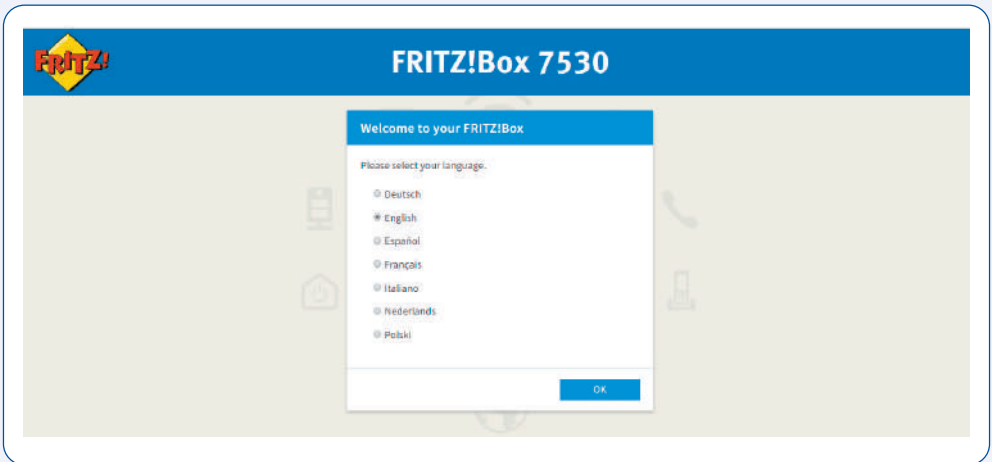 FRITZ!
FRITZ!Box 7530
Welcome to your FRITZ!Box
Please select your language.
Deutsch
English
Español
Français
Italiano
Nederlands
Polski
OK